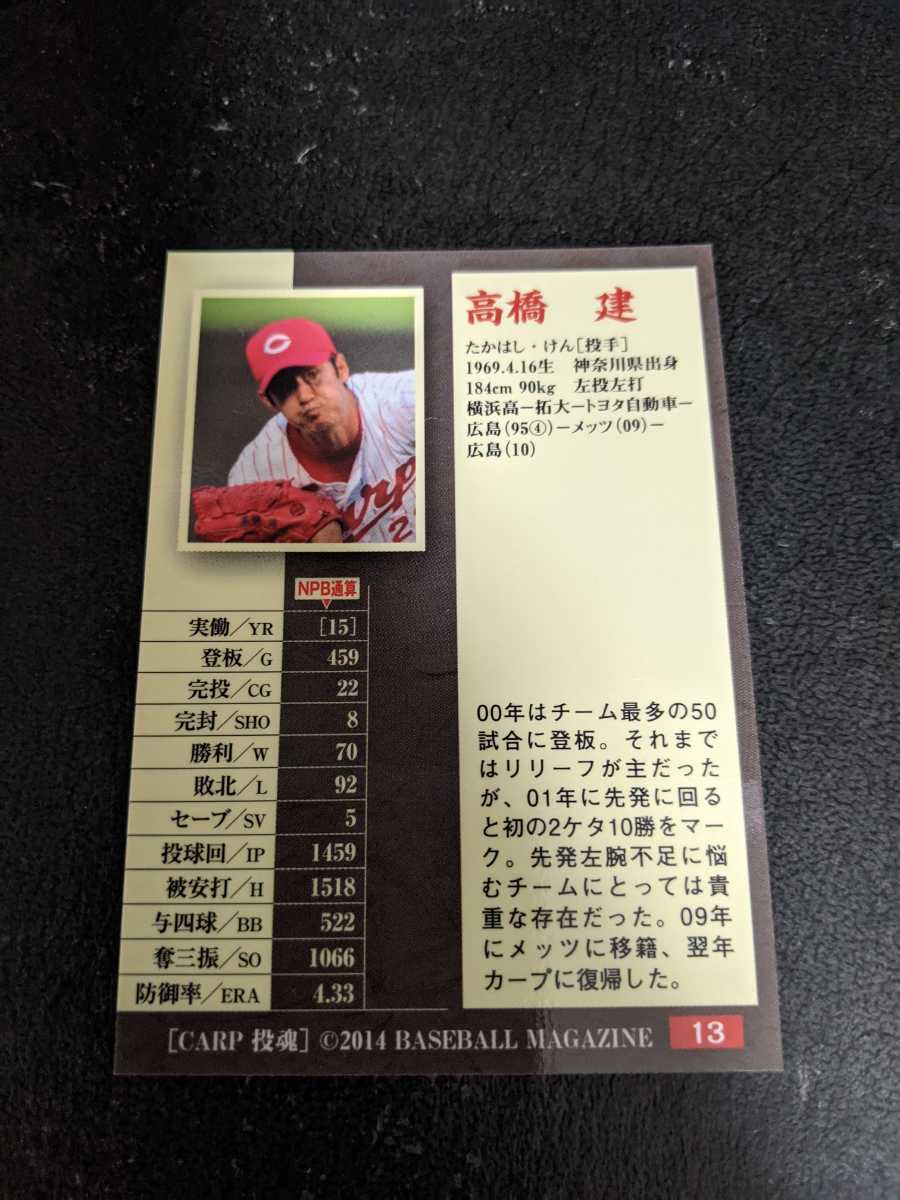 高橋 建
たかはし・けん[投手]
1969.4.16生 神奈川県出身
184cm 90kg 左投左打
横浜高ー拓大ートヨタ自動車ー
広島(95④)ーメッツ(09)ー
広島(10)
C
arp
2
NPB通算
実働/YR [15]
登板/G 459
完投/CG 22
完封/SHO 8
勝利/W 70
敗北/L 92
セーブ/SV 5
投球回/IP 1459
被安打/H 1518
与四球/BB 522
奪三振/SO 1066
防御率/ERA 4.33
00年はチーム最多の50
試合に登板。それまで
はリリーフが主だった
が、01年に先発に回る
と初の2ケタ10勝をマー
ク。先発左腕不足に悩
むチームにとっては貴
重な存在だった。09年
にメッツに移籍、翌年
カープに復帰した。
[CARP 投魂] ©2014 BASEBALL MAGAZINE 13